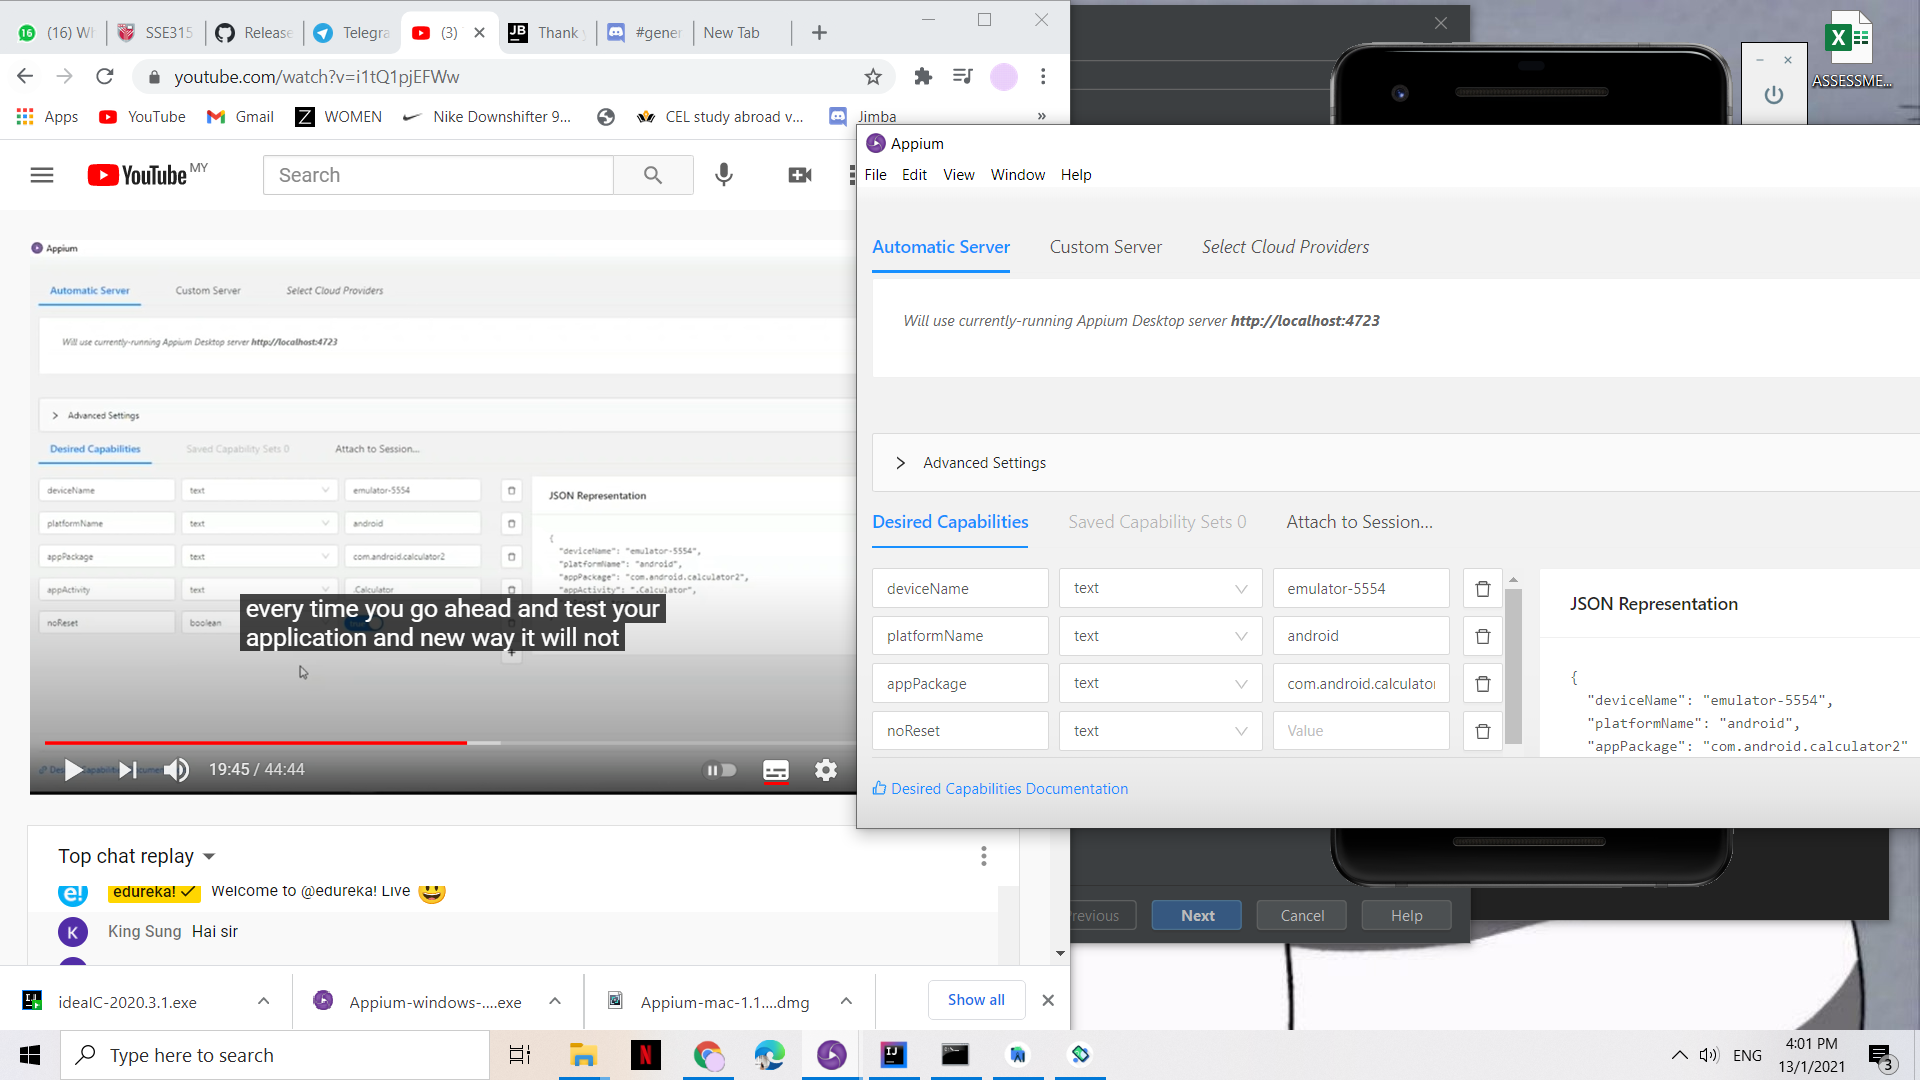 (16) W
SSE315
Release
Telegra
(3)
Thank
#gener
New Tab
youtube.com/watch?v=i1tQ1pjEFWw
Apps
YouTube
Gmail
WOMEN
Nike Downshifter 9...
CEL study abroad v...
Jimba
»
YouTube MY
Search
Appium
Automatic Server
Custom Server
Select Cloud Providers
Will use currently-running Appium Desktop server http://localhost:4723
Advanced Settings
Desired Capabilities
Saved Capability Sets 0
Attach to Session...
deviceName text emulator-5554
platformName text android
appPackage text com.android.calculator2
appActivity text .Calculator
noReset boolean
JSON Representation
{
"deviceName": "emulator-5554",
"platformName": "android",
"appPackage": "com.android.calculator2",
"appActivity": ".Calculator",
every time you go ahead and test your
application and new way it will not
19:45 / 44:44
Top chat replay
edureka! Welcome to @edureka! Live
K King Sung Hai sir
Appium
File Edit View Window Help
Automatic Server
Custom Server
Select Cloud Providers
Will use currently-running Appium Desktop server http://localhost:4723
Advanced Settings
Desired Capabilities
Saved Capability Sets 0
Attach to Session...
deviceName text emulator-5554
platformName text android
appPackage text com.android.calculator
noReset text Value
JSON Representation
{
"deviceName": "emulator-5554",
"platformName": "android",
"appPackage": "com.android.calculator2"
Desired Capabilities Documentation
revious
Next
Cancel
Help
ASSESSME...
ideaIC-2020.3.1.exe
Appium-windows-....exe
Appium-mac-1.1....dmg
Show all
Type here to search
ENG
4:01 PM
13/1/2021
3